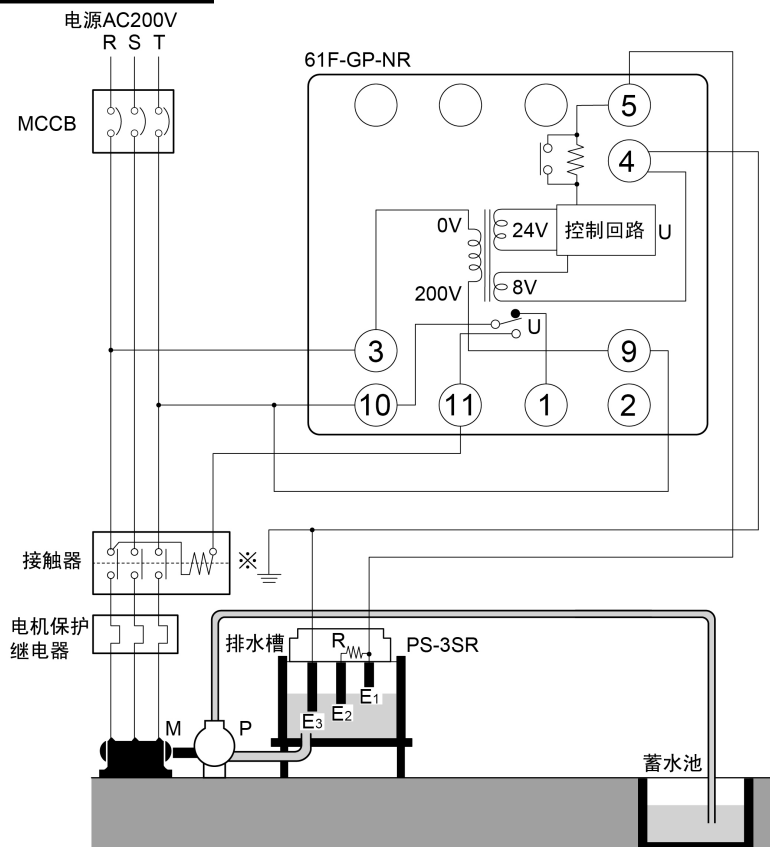 电源AC200V
R S T
61F-GP-NR
MCCB
5
4
0V
24V
控制回路
U
200V
8V
U
3
9
10
11
1
2
接触器
※
电机保护
继电器
排水槽
R
PS-3SR
E1
E2
E3
M
P
蓄水池